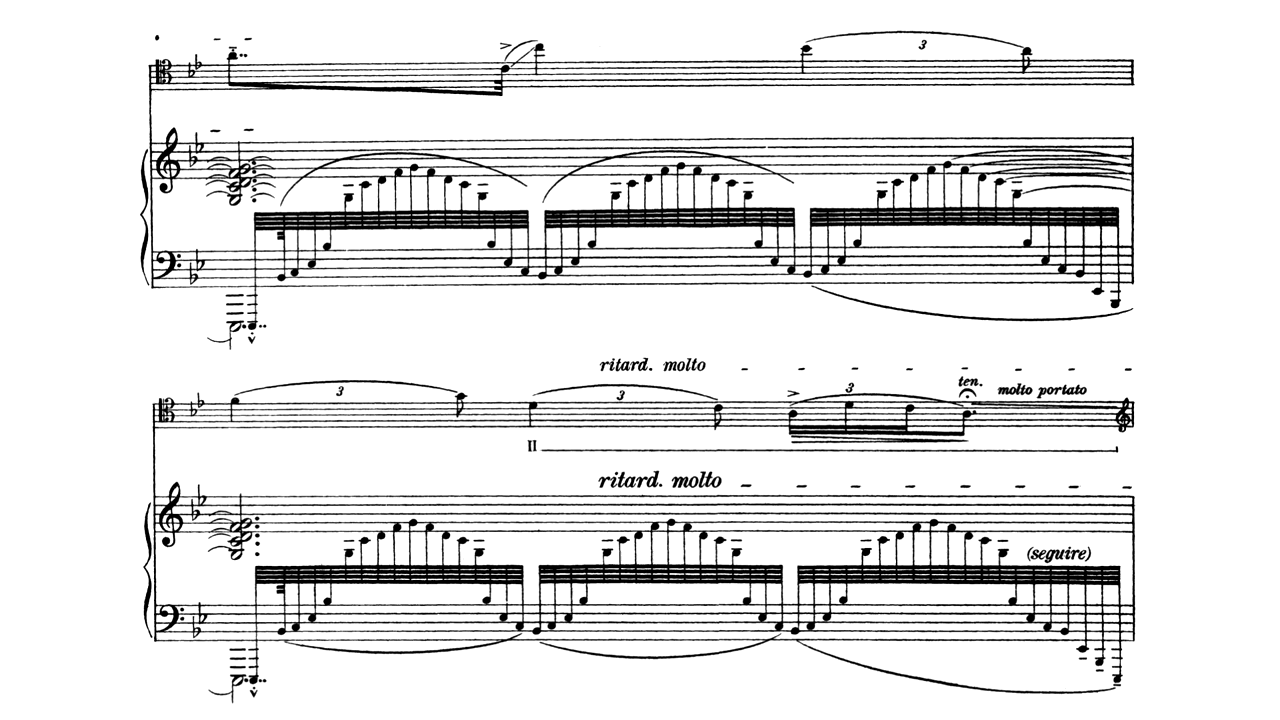 3
ritard. molto
3
3
3
ten.
molto portato
II
ritard. molto
(seguire)